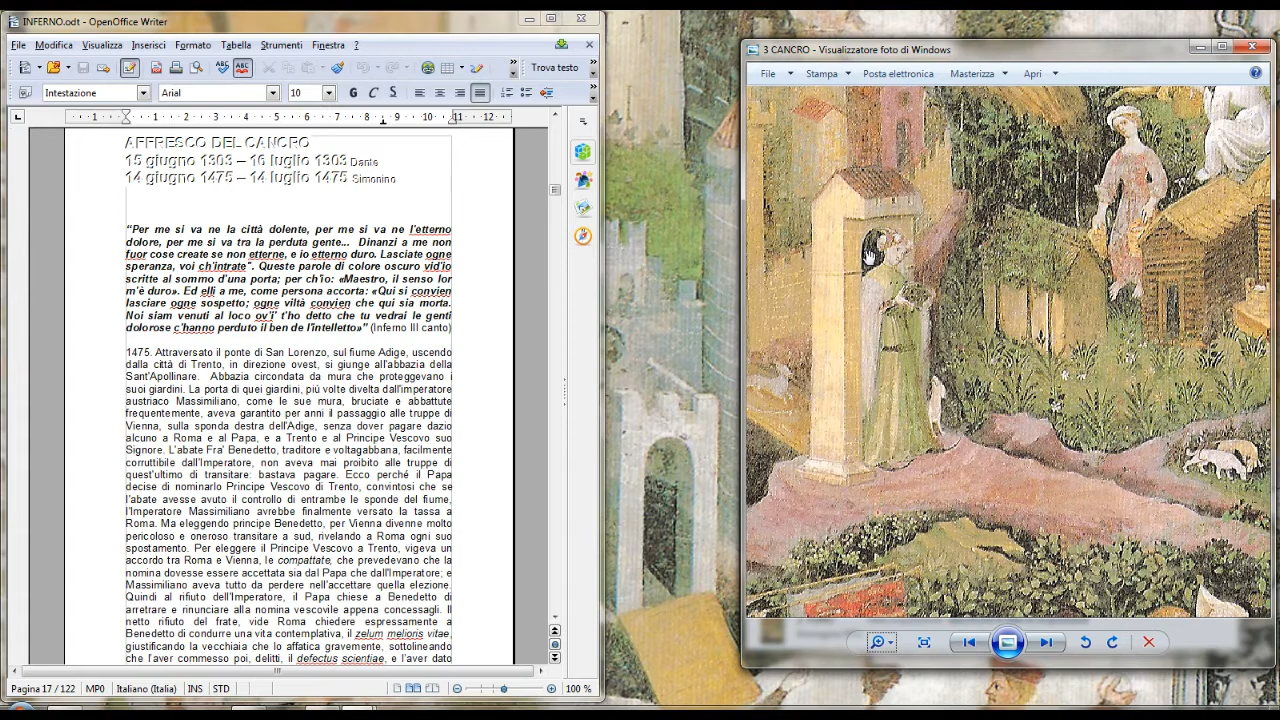 INFERNO.odt - OpenOffice Writer
File Modifica Visualizza Inserisci Formato Tabella Strumenti Finestra ?
Trova testo
Intestazione Arial 10 G C S
1 1 2 3 4 5 6 7 8 9 10 11 12
AFFRESCO DEL CANCRO
15 giugno 1303 – 16 luglio 1303 Dante
14 giugno 1475 – 14 luglio 1475 Simonino
“Per me si va ne la città dolente, per me si va ne l'etterno
dolore, per me si va tra la perduta gente... Dinanzi a me non
fuor cose create se non etterne, e io etterno duro. Lasciate ogne
speranza, voi ch'intrate". Queste parole di colore oscuro vid'io
scritte al sommo d'una porta; per ch'io: «Maestro, il senso lor
m'è duro». Ed elli a me, come persona accorta: «Qui si convien
lasciare ogne sospetto; ogne viltà convien che qui sia morta.
Noi siam venuti al loco ov'i' t'ho detto che tu vedrai le genti
dolorose c'hanno perduto il ben de l'intelletto»” (Inferno III canto)
1475. Attraversato il ponte di San Lorenzo, sul fiume Adige, uscendo
dalla città di Trento, in direzione ovest, si giunge all'abbazia della
Sant'Apollinare. Abbazia circondata da mura che proteggevano i
suoi giardini. La porta di quei giardini, più volte divelta dall'imperatore
austriaco Massimiliano, come le sue mura, bruciate e abbattute
frequentemente, aveva garantito per anni il passaggio alle truppe di
Vienna, sulla sponda destra dell'Adige, senza dover pagare dazio
alcuno a Roma e al Papa, e a Trento e al Principe Vescovo suo
Signore. L'abate Fra' Benedetto, traditore e voltagabbana, facilmente
corruttibile dall'Imperatore, non aveva mai proibito alle truppe di
quest'ultimo di transitare: bastava pagare. Ecco perché il Papa
decise di nominarlo Principe Vescovo di Trento, convintosi che se
l'abate avesse avuto il controllo di entrambe le sponde del fiume,
l'Imperatore Massimiliano avrebbe finalmente versato la tassa a
Roma. Ma eleggendo principe Benedetto, per Vienna divenne molto
pericoloso e oneroso transitare a sud, rivelando a Roma ogni suo
spostamento. Per eleggere il Principe Vescovo a Trento, vigeva un
accordo tra Roma e Vienna, le compattate, che prevedevano che la
nomina dovesse essere accettata sia dal Papa che dall'Imperatore; e
Massimiliano aveva tutto da perdere nell'accettare quella elezione.
Quindi al rifiuto dell'Imperatore, il Papa chiese a Benedetto di
arretrare e rinunciare alla nomina vescovile appena concessagli. Il
netto rifiuto del frate, vide Roma chiedere espressamente a
Benedetto di condurre una vita contemplativa, il zelum melioris vitae,
giustificando la vecchiaia che lo affatica gravemente, sottolineando
che l'aver commesso poi, delitti, il defectus scientiae, e l'aver dato
Pagina 17 / 122 MP0 Italiano (Italia) INS STD 100 %
3 CANCRO - Visualizzatore foto di Windows
File Stampa Posta elettronica Masterizza Apri